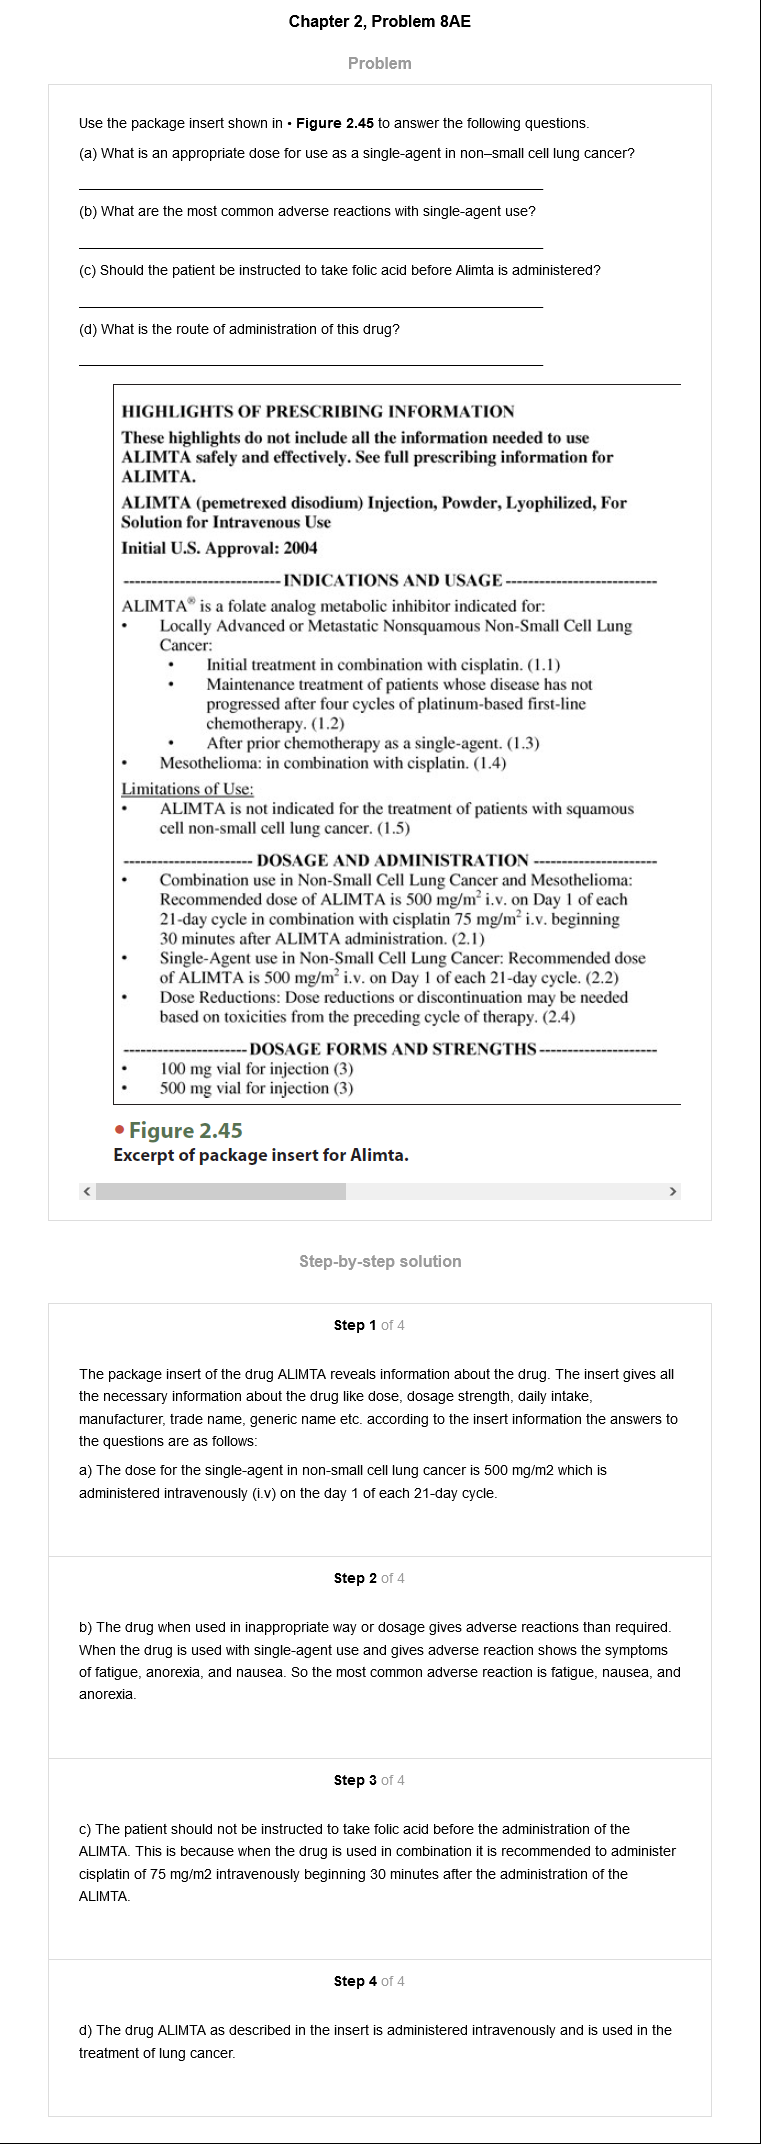 Chapter 2, Problem 8AE
Problem
Use the package insert shown in • Figure 2.45 to answer the following questions.
(a) What is an appropriate dose for use as a single-agent in non–small cell lung cancer?
(b) What are the most common adverse reactions with single-agent use?
(c) Should the patient be instructed to take folic acid before Alimta is administered?
(d) What is the route of administration of this drug?
HIGHLIGHTS OF PRESCRIBING INFORMATION
These highlights do not include all the information needed to use
ALIMTA safely and effectively. See full prescribing information for
ALIMTA.
ALIMTA (pemetrexed disodium) Injection, Powder, Lyophilized, For
Solution for Intravenous Use
Initial U.S. Approval: 2004
---------------------------- INDICATIONS AND USAGE ---------------------------
ALIMTA® is a folate analog metabolic inhibitor indicated for:
• Locally Advanced or Metastatic Nonsquamous Non-Small Cell Lung
Cancer:
• Initial treatment in combination with cisplatin. (1.1)
• Maintenance treatment of patients whose disease has not
progressed after four cycles of platinum-based first-line
chemotherapy. (1.2)
• After prior chemotherapy as a single-agent. (1.3)
• Mesothelioma: in combination with cisplatin. (1.4)
Limitations of Use:
• ALIMTA is not indicated for the treatment of patients with squamous
cell non-small cell lung cancer. (1.5)
----------------------- DOSAGE AND ADMINISTRATION ----------------------
• Combination use in Non-Small Cell Lung Cancer and Mesothelioma:
Recommended dose of ALIMTA is 500 mg/m² i.v. on Day 1 of each
21-day cycle in combination with cisplatin 75 mg/m² i.v. beginning
30 minutes after ALIMTA administration. (2.1)
• Single-Agent use in Non-Small Cell Lung Cancer: Recommended dose
of ALIMTA is 500 mg/m² i.v. on Day 1 of each 21-day cycle. (2.2)
• Dose Reductions: Dose reductions or discontinuation may be needed
based on toxicities from the preceding cycle of therapy. (2.4)
---------------------- DOSAGE FORMS AND STRENGTHS ---------------------
• 100 mg vial for injection (3)
• 500 mg vial for injection (3)
• Figure 2.45
Excerpt of package insert for Alimta.
Step-by-step solution
Step 1 of 4
The package insert of the drug ALIMTA reveals information about the drug. The insert gives all
the necessary information about the drug like dose, dosage strength, daily intake,
manufacturer, trade name, generic name etc. according to the insert information the answers to
the questions are as follows:
a) The dose for the single-agent in non-small cell lung cancer is 500 mg/m2 which is
administered intravenously (i.v) on the day 1 of each 21-day cycle.
Step 2 of 4
b) The drug when used in inappropriate way or dosage gives adverse reactions than required.
When the drug is used with single-agent use and gives adverse reaction shows the symptoms
of fatigue, anorexia, and nausea. So the most common adverse reaction is fatigue, nausea, and
anorexia.
Step 3 of 4
c) The patient should not be instructed to take folic acid before the administration of the
ALIMTA. This is because when the drug is used in combination it is recommended to administer
cisplatin of 75 mg/m2 intravenously beginning 30 minutes after the administration of the
ALIMTA.
Step 4 of 4
d) The drug ALIMTA as described in the insert is administered intravenously and is used in the
treatment of lung cancer.